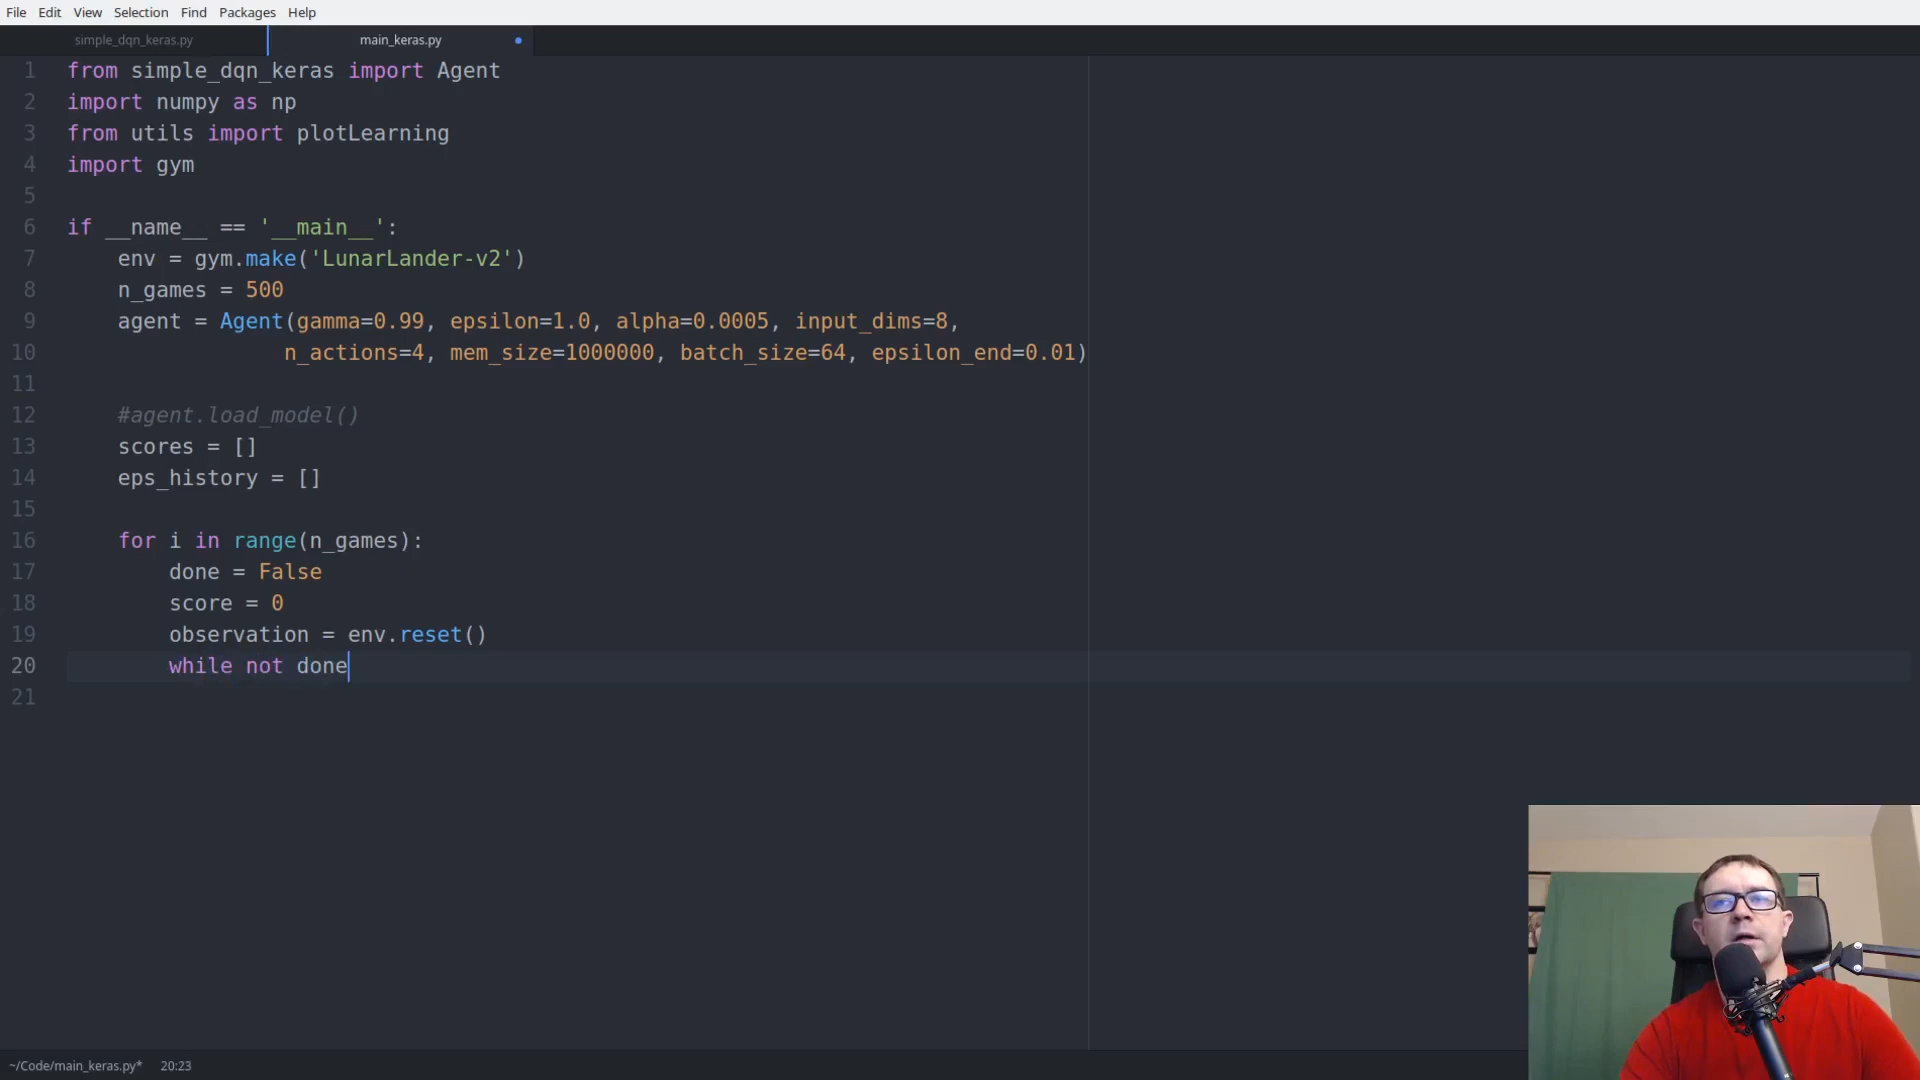 File Edit View Selection Find Packages Help
simple_dqn_keras.py main_keras.py
1 from simple_dqn_keras import Agent
2 import numpy as np
3 from utils import plotLearning
4 import gym
5
6 if __name__ == '__main__':
7 env = gym.make('LunarLander-v2')
8 n_games = 500
9 agent = Agent(gamma=0.99, epsilon=1.0, alpha=0.0005, input_dims=8,
10 n_actions=4, mem_size=1000000, batch_size=64, epsilon_end=0.01)
11
12 #agent.load_model()
13 scores = []
14 eps_history = []
15
16 for i in range(n_games):
17 done = False
18 score = 0
19 observation = env.reset()
20 while not done
21
~/Code/main_keras.py* 20:23